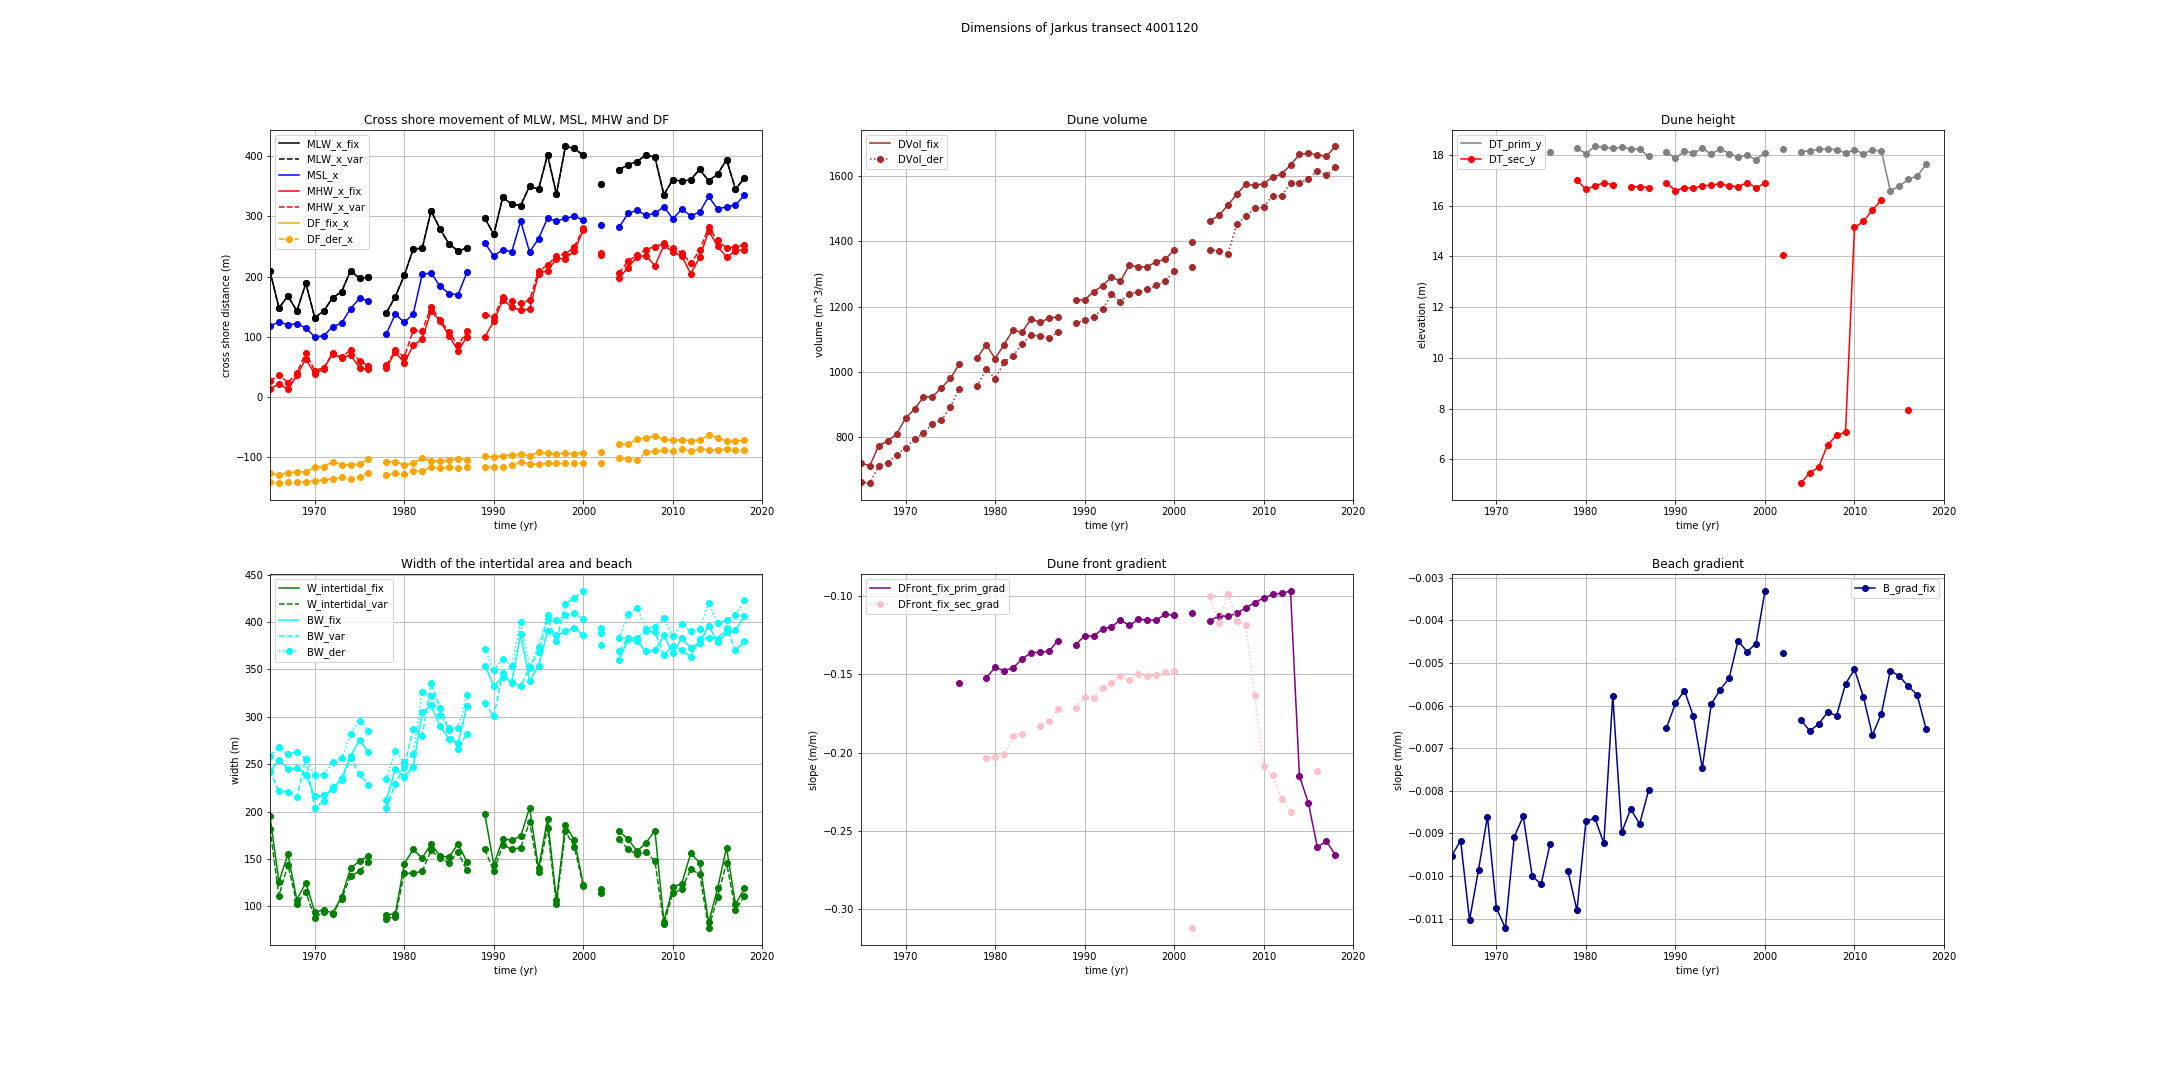 Dimensions of Jarkus transect 4001120
Cross shore movement of MLW, MSL, MHW and DF
MLW_x_fix
MLW_x_var
MSL_x
MHW_x_fix
MHW_x_var
DF_fix_x
DF_der_x
400
300
200
100
0
−100
cross shore distance (m)
1970 1980 1990 2000 2010 2020
time (yr)
Dune volume
DVol_fix
DVol_der
1600
1400
1200
1000
800
volume (m^3/m)
1970 1980 1990 2000 2010 2020
time (yr)
Dune height
DT_prim_y
DT_sec_y
18
16
14
12
10
8
6
elevation (m)
1970 1980 1990 2000 2010 2020
time (yr)
Width of the intertidal area and beach
W_intertidal_fix
W_intertidal_var
BW_fix
BW_var
BW_der
450
400
350
300
250
200
150
100
width (m)
1970 1980 1990 2000 2010 2020
time (yr)
Dune front gradient
DFront_fix_prim_grad
DFront_fix_sec_grad
−0.10
−0.15
−0.20
−0.25
−0.30
slope (m/m)
1970 1980 1990 2000 2010 2020
time (yr)
Beach gradient
B_grad_fix
−0.003
−0.004
−0.005
−0.006
−0.007
−0.008
−0.009
−0.010
−0.011
slope (m/m)
1970 1980 1990 2000 2010 2020
time (yr)